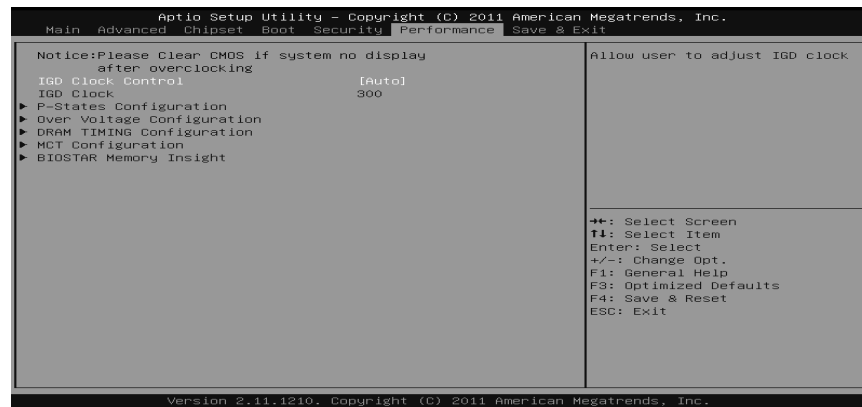 Aptio Setup Utility – Copyright (C) 2011 American Megatrends, Inc.
Main Advanced Chipset Boot Security Performance Save & Exit
Notice:Please Clear CMOS if system no display
after overclocking
IGD Clock Control [Auto]
IGD Clock 300
► P-States Configuration
► Over Voltage Configuration
► DRAM TIMING Configuration
► MCT Configuration
► BIOSTAR Memory Insight
Allow user to adjust IGD clock
→←: Select Screen
↑↓: Select Item
Enter: Select
+/-: Change Opt.
F1: General Help
F3: Optimized Defaults
F4: Save & Reset
ESC: Exit
Version 2.11.1210. Copyright (C) 2011 American Megatrends, Inc.